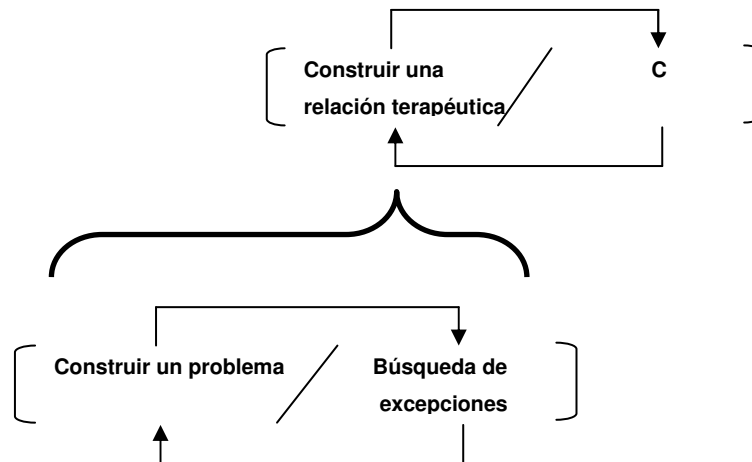 Construir una
relación terapéutica
C
Construir un problema
Búsqueda de
excepciones